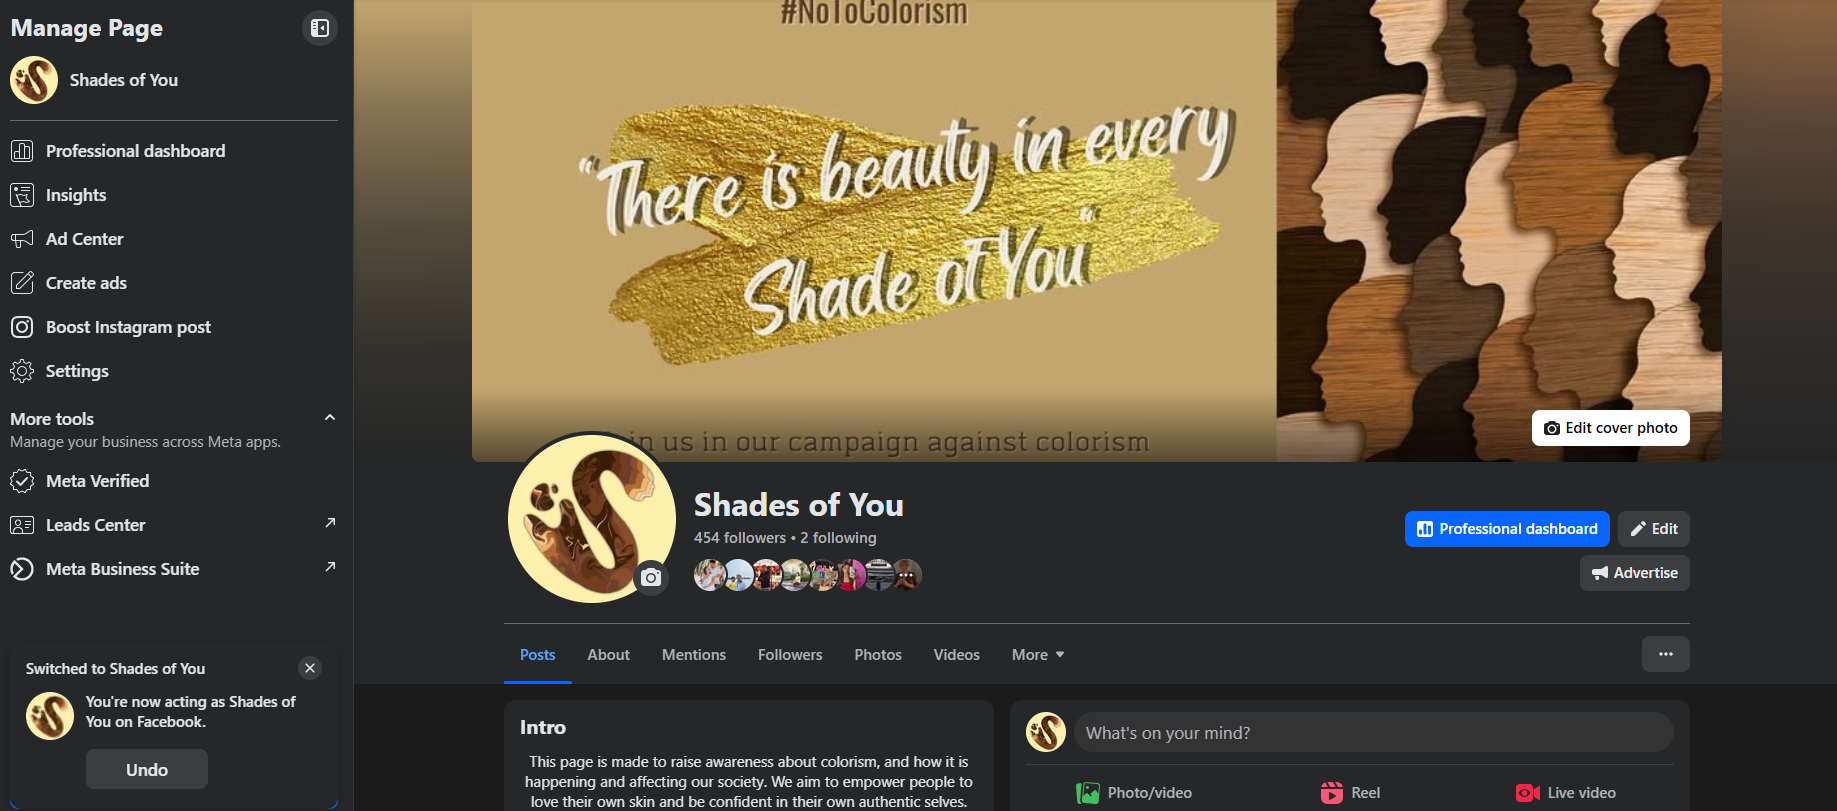 Manage Page
Shades of You
Professional dashboard
Insights
Ad Center
Create ads
Boost Instagram post
Settings
More tools
Manage your business across Meta apps.
Meta Verified
Leads Center
Meta Business Suite
Switched to Shades of You
You're now acting as Shades of
You on Facebook.
Undo
#NoToColorism
“There is beauty in every
Shade of You“
in us in our campaign against colorism
Edit cover photo
Shades of You
454 followers • 2 following
Professional dashboard
Edit
Advertise
Posts
About
Mentions
Followers
Photos
Videos
More
Intro
This page is made to raise awareness about colorism, and how it is
happening and affecting our society. We aim to empower people to
love their own skin and be confident in their own authentic selves.
What's on your mind?
Photo/video
Reel
Live video